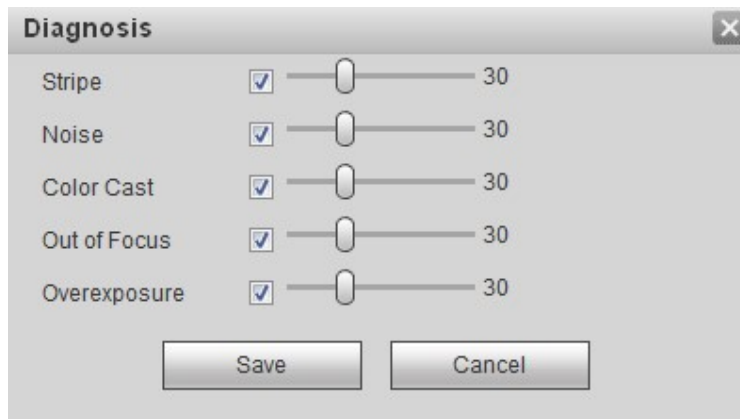 Diagnosis
Stripe 30
Noise 30
Color Cast 30
Out of Focus 30
Overexposure 30
Save Cancel